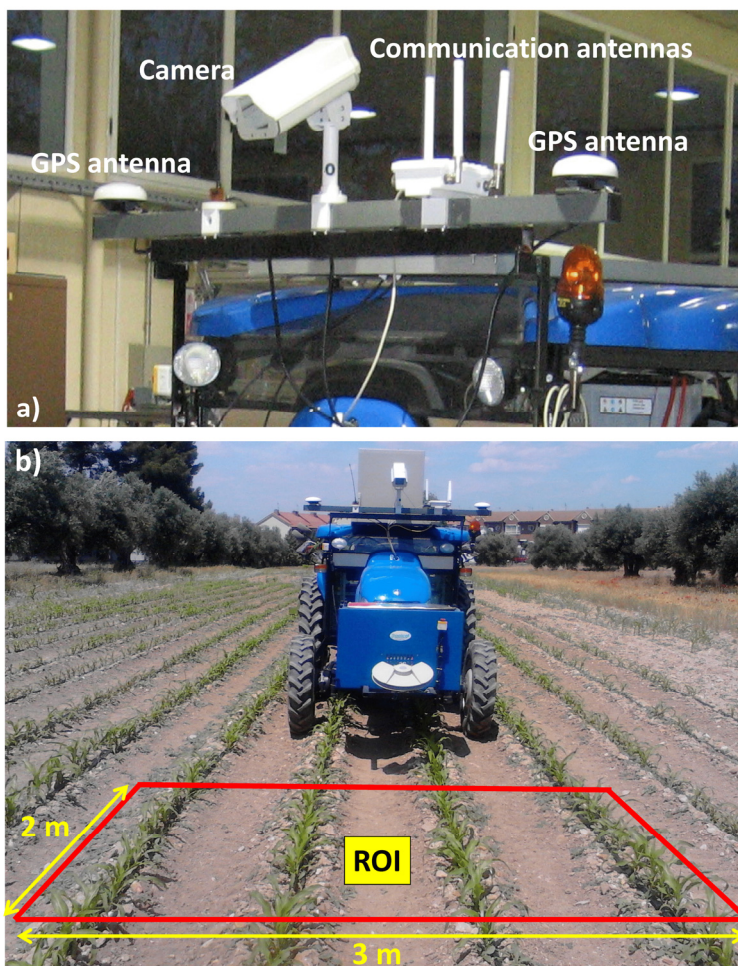 Camera
Communication antennas
GPS antenna
GPS antenna
a)
b)
2 m
ROI
3 m